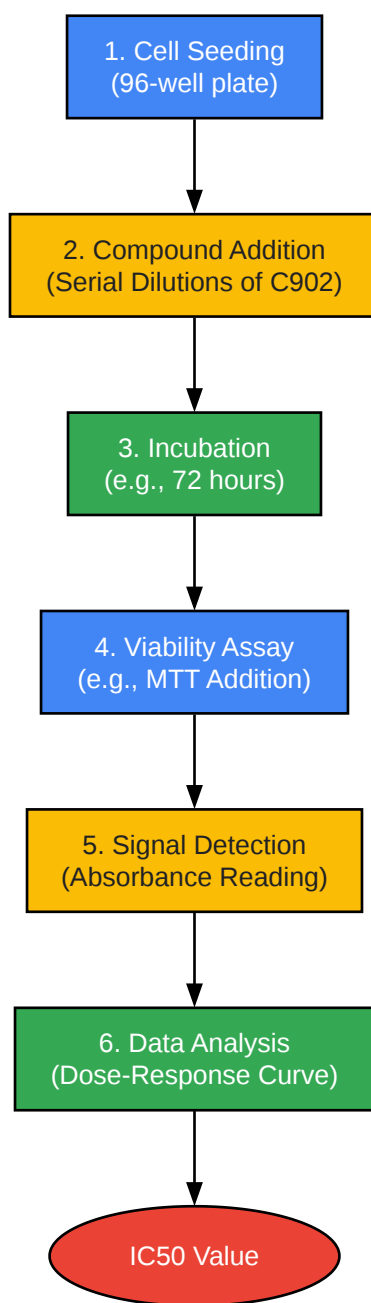 1. Cell Seeding
(96-well plate)
2. Compound Addition
(Serial Dilutions of C902)
3. Incubation
(e.g., 72 hours)
4. Viability Assay
(e.g., MTT Addition)
5. Signal Detection
(Absorbance Reading)
6. Data Analysis
(Dose-Response Curve)
IC50 Value